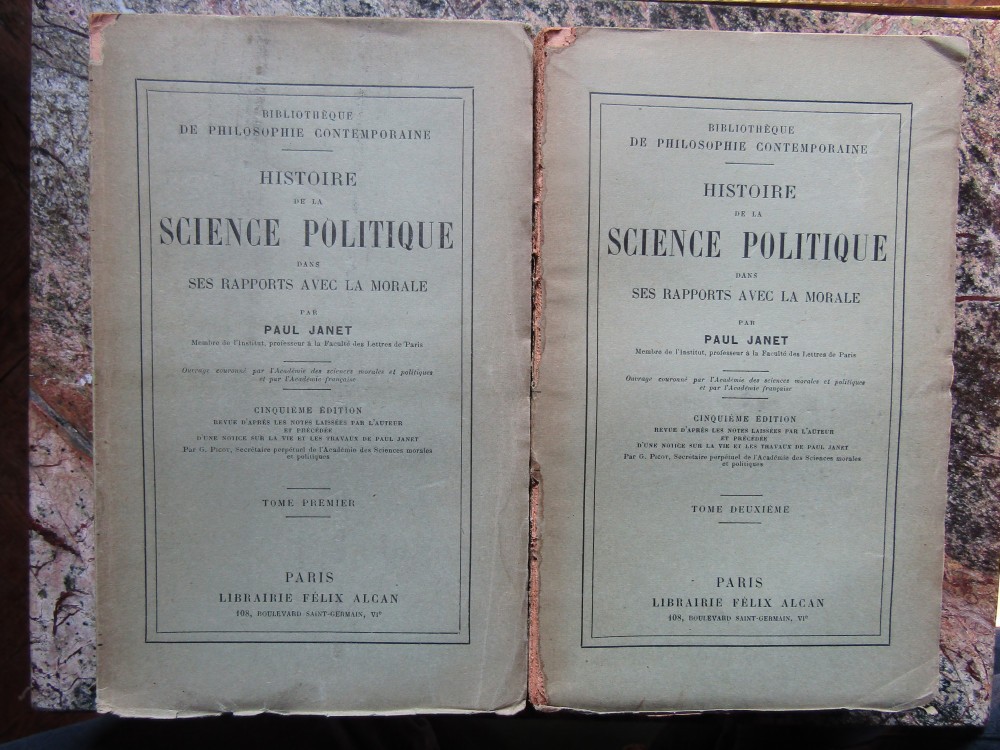 BIBLIOTHÈQUE
DE PHILOSOPHIE CONTEMPORAINE
HISTOIRE
DE LA
SCIENCE POLITIQUE
DANS
SES RAPPORTS AVEC LA MORALE
PAR
PAUL JANET
Membre de l'Institut, professeur à la Faculté des Lettres de Paris
Ouvrage couronné par l'Académie des sciences morales et politiques
et par l'Académie française
CINQUIÈME ÉDITION
REVUE D'APRÈS LES NOTES LAISSÉES PAR L'AUTEUR
ET PRÉCÉDÉE
D'UNE NOTICE SUR LA VIE ET LES TRAVAUX DE PAUL JANET
Par G. PICOT, Secrétaire perpétuel de l'Académie des Sciences morales
et politiques
TOME PREMIER
PARIS
LIBRAIRIE FÉLIX ALCAN
108, BOULEVARD SAINT-GERMAIN, VIe
BIBLIOTHÈQUE
DE PHILOSOPHIE CONTEMPORAINE
HISTOIRE
DE LA
SCIENCE POLITIQUE
DANS
SES RAPPORTS AVEC LA MORALE
PAR
PAUL JANET
Membre de l'Institut, professeur à la Faculté des Lettres de Paris
Ouvrage couronné par l'Académie des sciences morales et politiques
et par l'Académie française
CINQUIÈME ÉDITION
REVUE D'APRÈS LES NOTES LAISSÉES PAR L'AUTEUR
ET PRÉCÉDÉE
D'UNE NOTICE SUR LA VIE ET LES TRAVAUX DE PAUL JANET
Par G. PICOT, Secrétaire perpétuel de l'Académie des Sciences morales
et politiques
TOME DEUXIÈME
PARIS
LIBRAIRIE FÉLIX ALCAN
108, BOULEVARD SAINT-GERMAIN, VIe